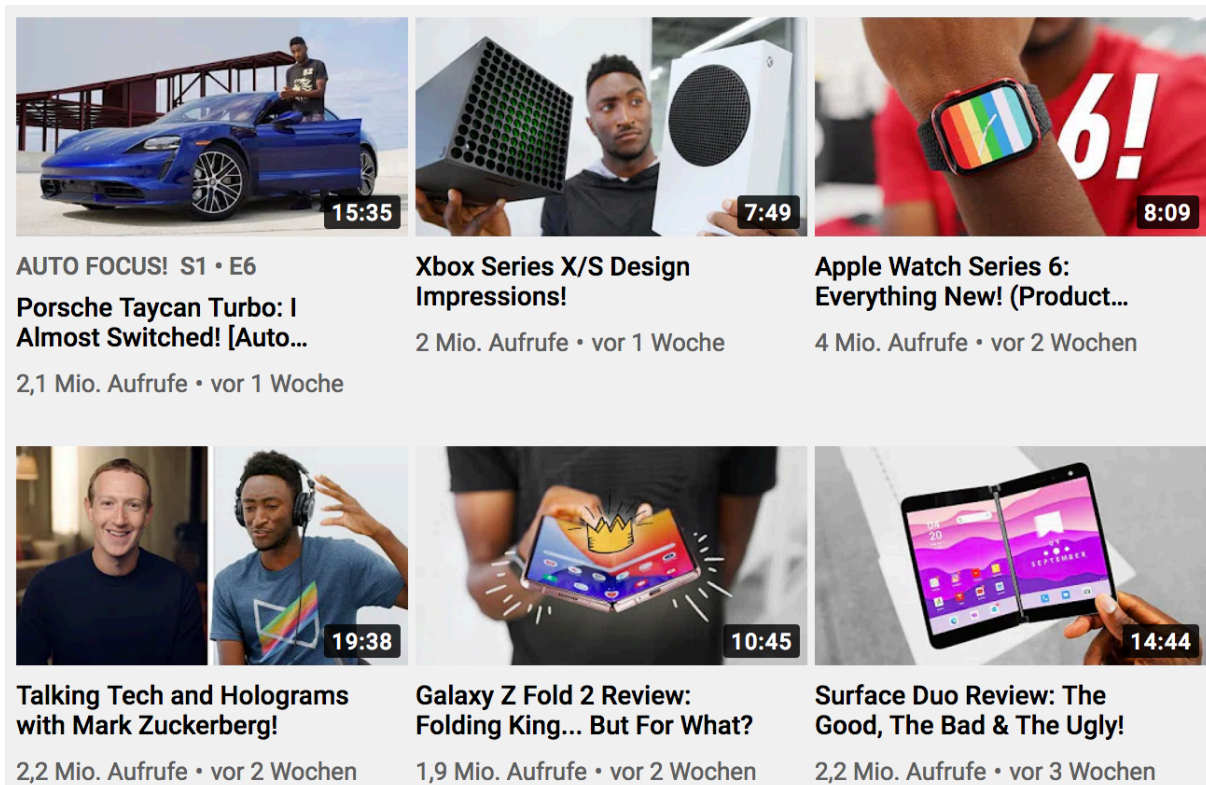 15:35
7:49
6!
8:09
AUTO FOCUS! S1 • E6
Porsche Taycan Turbo: I
Almost Switched! [Auto...
2,1 Mio. Aufrufe • vor 1 Woche
Xbox Series X/S Design
Impressions!
2 Mio. Aufrufe • vor 1 Woche
Apple Watch Series 6:
Everything New! (Product...
4 Mio. Aufrufe • vor 2 Wochen
19:38
10:45
04
20
SEPTEMBER
14:44
Talking Tech and Holograms
with Mark Zuckerberg!
2,2 Mio. Aufrufe • vor 2 Wochen
Galaxy Z Fold 2 Review:
Folding King... But For What?
1,9 Mio. Aufrufe • vor 2 Wochen
Surface Duo Review: The
Good, The Bad & The Ugly!
2,2 Mio. Aufrufe • vor 3 Wochen